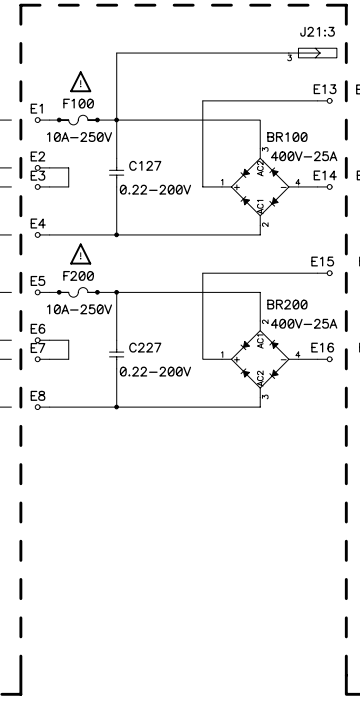 J21:3
3
E13
F100
E1
10A-250V
BR100
400V-25A
3
AC2
E2
C127
E3
0.22-200V
1
+
-
4
E14
AC1
2
E4
E15
F200
E5
10A-250V
BR200
2
400V-25A
AC1
E6
C227
E7
1
+
-
4
E16
0.22-200V
AC2
3
E8